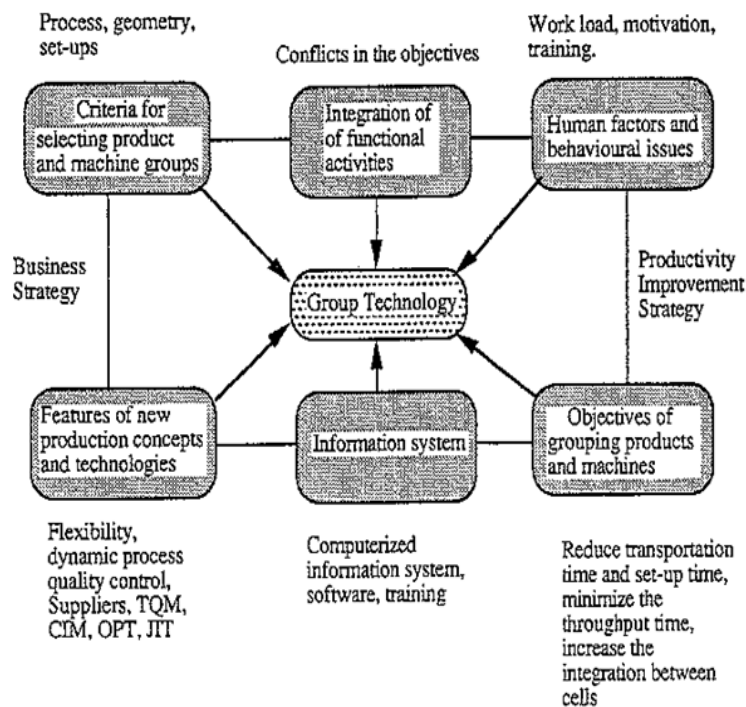 Process, geometry,
set-ups
Conflicts in the objectives
Work load, motivation,
training.
Criteria for
selecting product
and machine groups
Integration of
of functional
activities
Human factors and
behavioural issues
Business
Strategy
Group Technology
Productivity
Improvement
Strategy
Features of new
production concepts
and technologies
Information system
Objectives of
grouping products
and machines
Flexibility,
dynamic process
quality control,
Suppliers, TQM,
CIM, OPT, JIT
Computerized
information system,
software, training
Reduce transportation
time and set-up time,
minimize the
throughput time,
increase the
integration between
cells